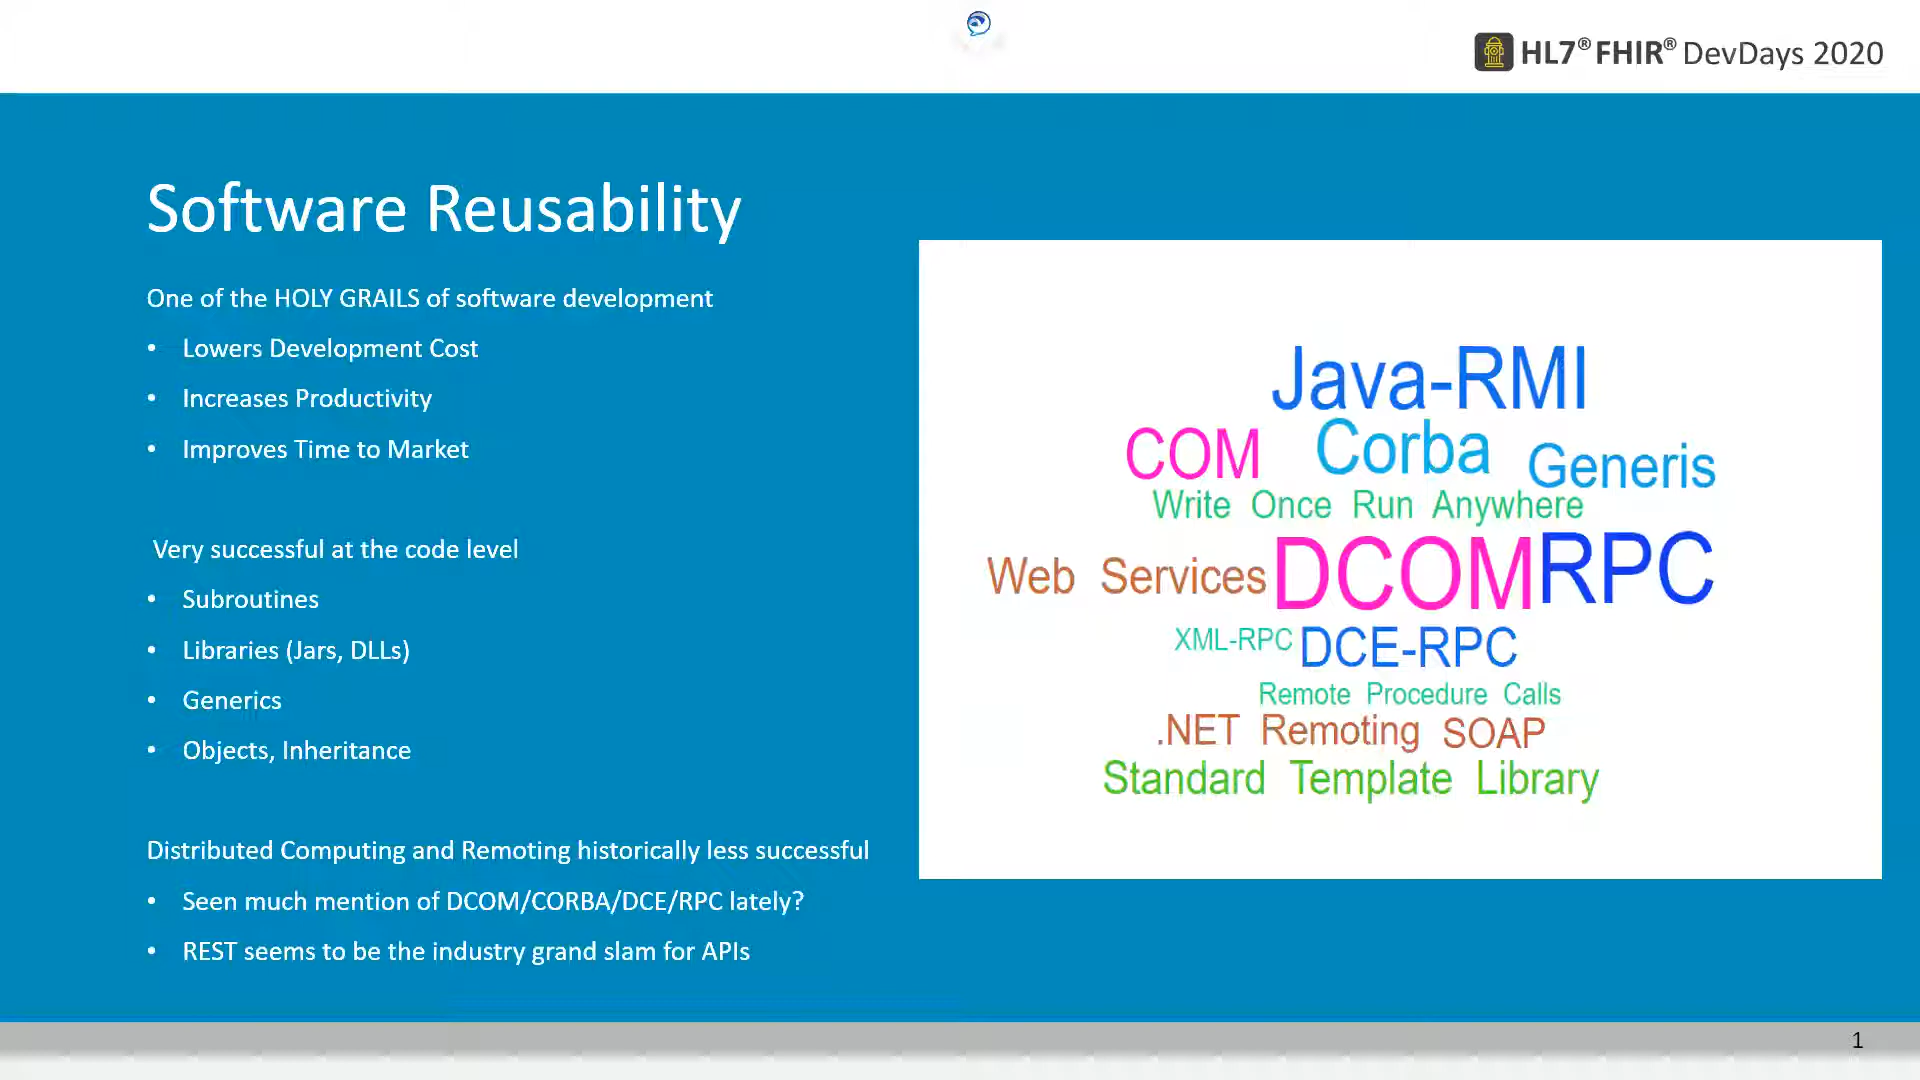 HL7® FHIR® DevDays 2020
Software Reusability
One of the HOLY GRAILS of software development
• Lowers Development Cost
• Increases Productivity
• Improves Time to Market
Very successful at the code level
• Subroutines
• Libraries (Jars, DLLs)
• Generics
• Objects, Inheritance
Distributed Computing and Remoting historically less successful
• Seen much mention of DCOM/CORBA/DCE/RPC lately?
• REST seems to be the industry grand slam for APIs
Java-RMI
COM Corba Generis
Write Once Run Anywhere
Web Services DCOM RPC
XML-RPC DCE-RPC
Remote Procedure Calls
.NET Remoting SOAP
Standard Template Library
1